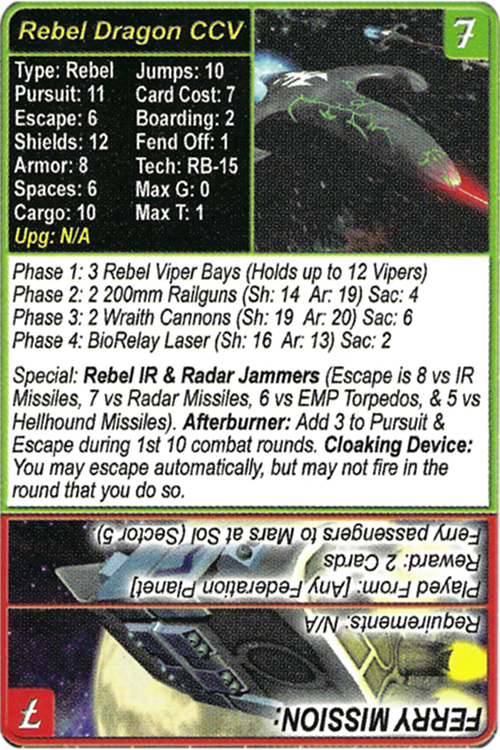 Rebel Dragon CCV
7
Type: Rebel Jumps: 10
Pursuit: 11 Card Cost: 7
Escape: 6 Boarding: 2
Shields: 12 Fend Off: 1
Armor: 8 Tech: RB-15
Spaces: 6 Max G: 0
Cargo: 10 Max T: 1
Upg: N/A
Phase 1: 3 Rebel Viper Bays (Holds up to 12 Vipers)
Phase 2: 2 200mm Railguns (Sh: 14 Ar: 19) Sac: 4
Phase 3: 2 Wraith Cannons (Sh: 19 Ar: 20) Sac: 6
Phase 4: BioRelay Laser (Sh: 16 Ar: 13) Sac: 2
Special: Rebel IR & Radar Jammers (Escape is 8 vs IR
Missiles, 7 vs Radar Missiles, 6 vs EMP Torpedos, & 5 vs
Hellhound Missiles). Afterburner: Add 3 to Pursuit &
Escape during 1st 10 combat rounds. Cloaking Device:
You may escape automatically, but may not fire in the
round that you do so.
FERRY MISSION:
7
Requirements: N/A
Played From: [Any Federation Planet]
Reward: 2 Cards
Ferry passengers to Mars at Sol (Sector 5)